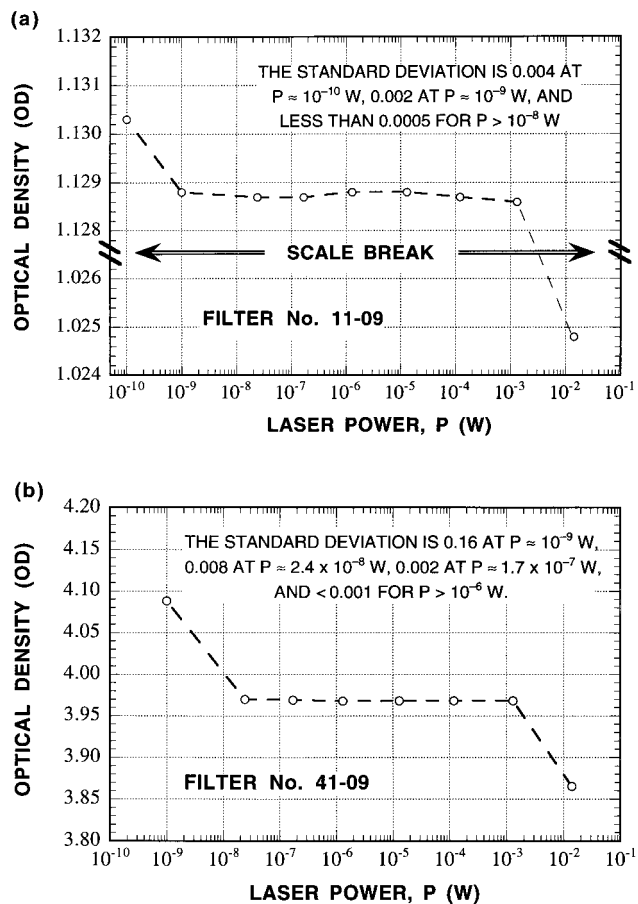 (a)
1.132
1.130
1.128
1.026
1.025
1.024
OPTICAL DENSITY (OD)
THE STANDARD DEVIATION IS 0.004 AT
P ≈ 10⁻¹⁰ W, 0.002 AT P ≈ 10⁻⁹ W, AND
LESS THAN 0.0005 FOR P > 10⁻⁸ W
SCALE BREAK
FILTER No. 11-09
10⁻¹⁰ 10⁻⁹ 10⁻⁸ 10⁻⁷ 10⁻⁶ 10⁻⁵ 10⁻⁴ 10⁻³ 10⁻² 10⁻¹
LASER POWER, P (W)
(b)
4.20
4.15
4.10
4.05
4.00
3.95
3.90
3.85
3.80
OPTICAL DENSITY (OD)
THE STANDARD DEVIATION IS 0.16 AT P ≈ 10⁻⁹ W,
0.008 AT P ≈ 2.4 x 10⁻⁸ W, 0.002 AT P ≈ 1.7 x 10⁻⁷ W,
AND < 0.001 FOR P > 10⁻⁶ W.
FILTER No. 41-09
10⁻¹⁰ 10⁻⁹ 10⁻⁸ 10⁻⁷ 10⁻⁶ 10⁻⁵ 10⁻⁴ 10⁻³ 10⁻² 10⁻¹
LASER POWER, P (W)